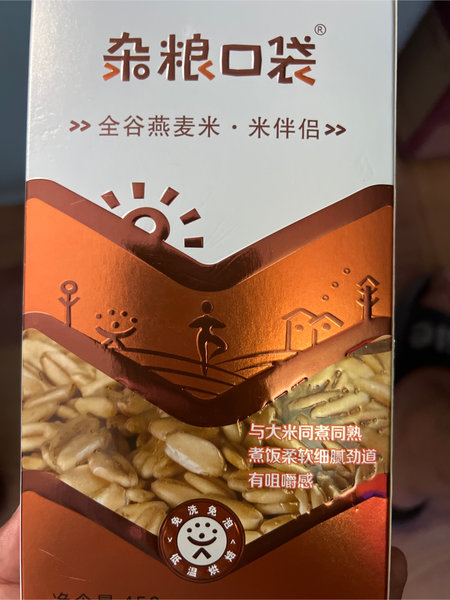 杂粮口袋®
>> 全谷燕麦米·米伴侣 >>
与大米同煮同熟
煮饭柔软细腻劲道
有咀嚼感
<免洗免泡>
低温烘焙